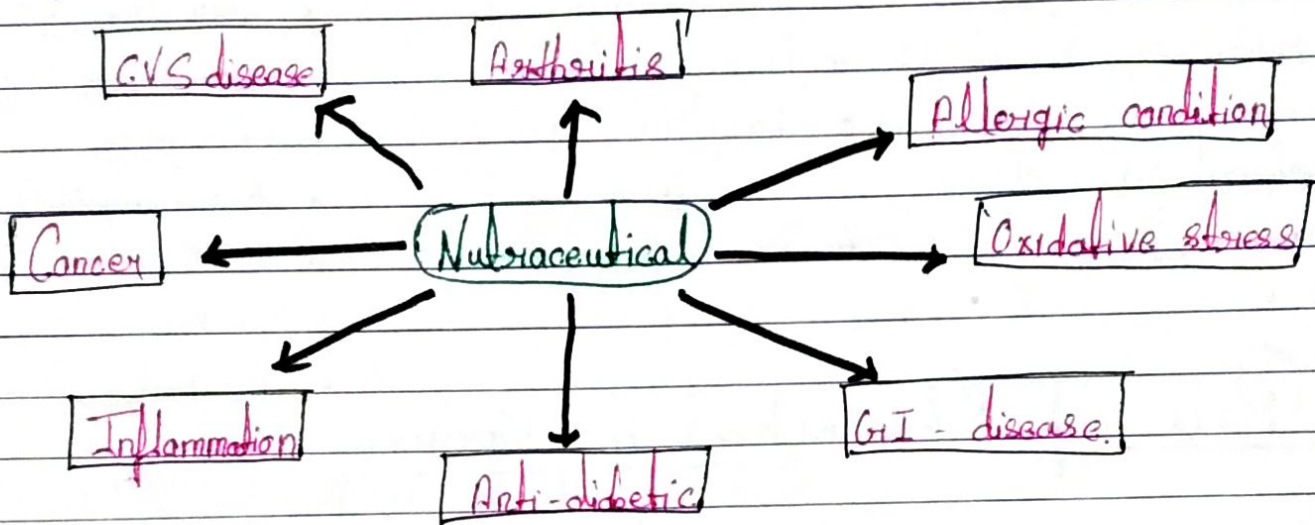 C.V.S disease
Arthritis
Allergic condition
Cancer
Nutraceutical
Oxidative stress
Inflammation
Anti-diabetic
GI - disease.